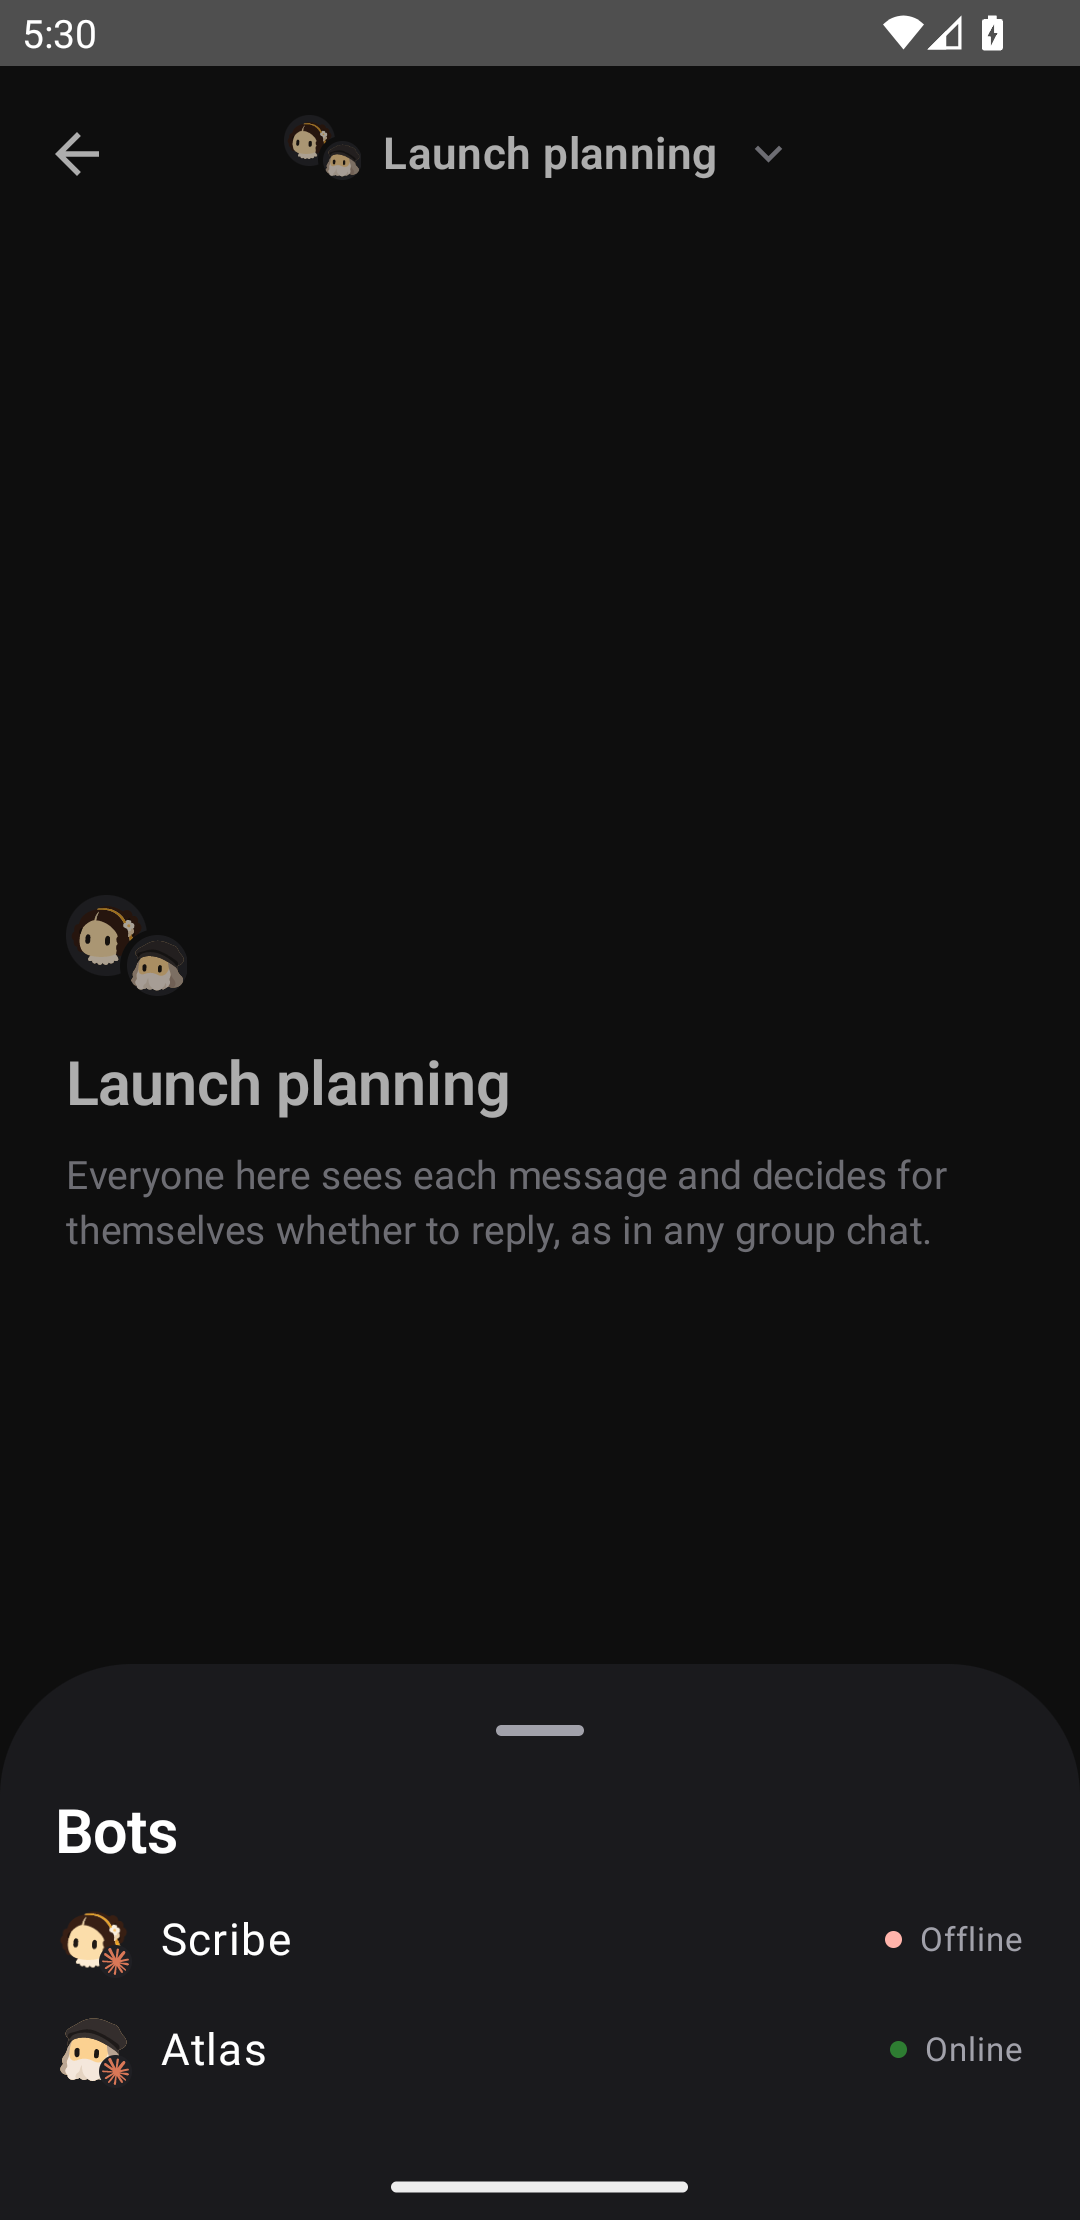 5:30
Launch planning
Launch planning
Everyone here sees each message and decides for
themselves whether to reply, as in any group chat.
Bots
Scribe
Offline
Atlas
Online